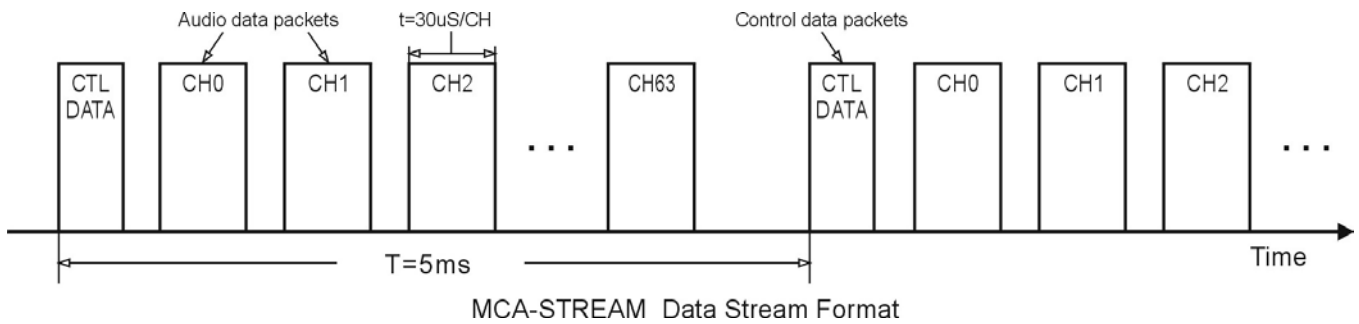 Audio data packets
t=30uS/CH
Control data packets
CTL
DATA
CH0
CH1
CH2
CH63
CTL
DATA
CH0
CH1
CH2
. . .
. . .
T=5ms
Time
MCA-STREAM Data Stream Format